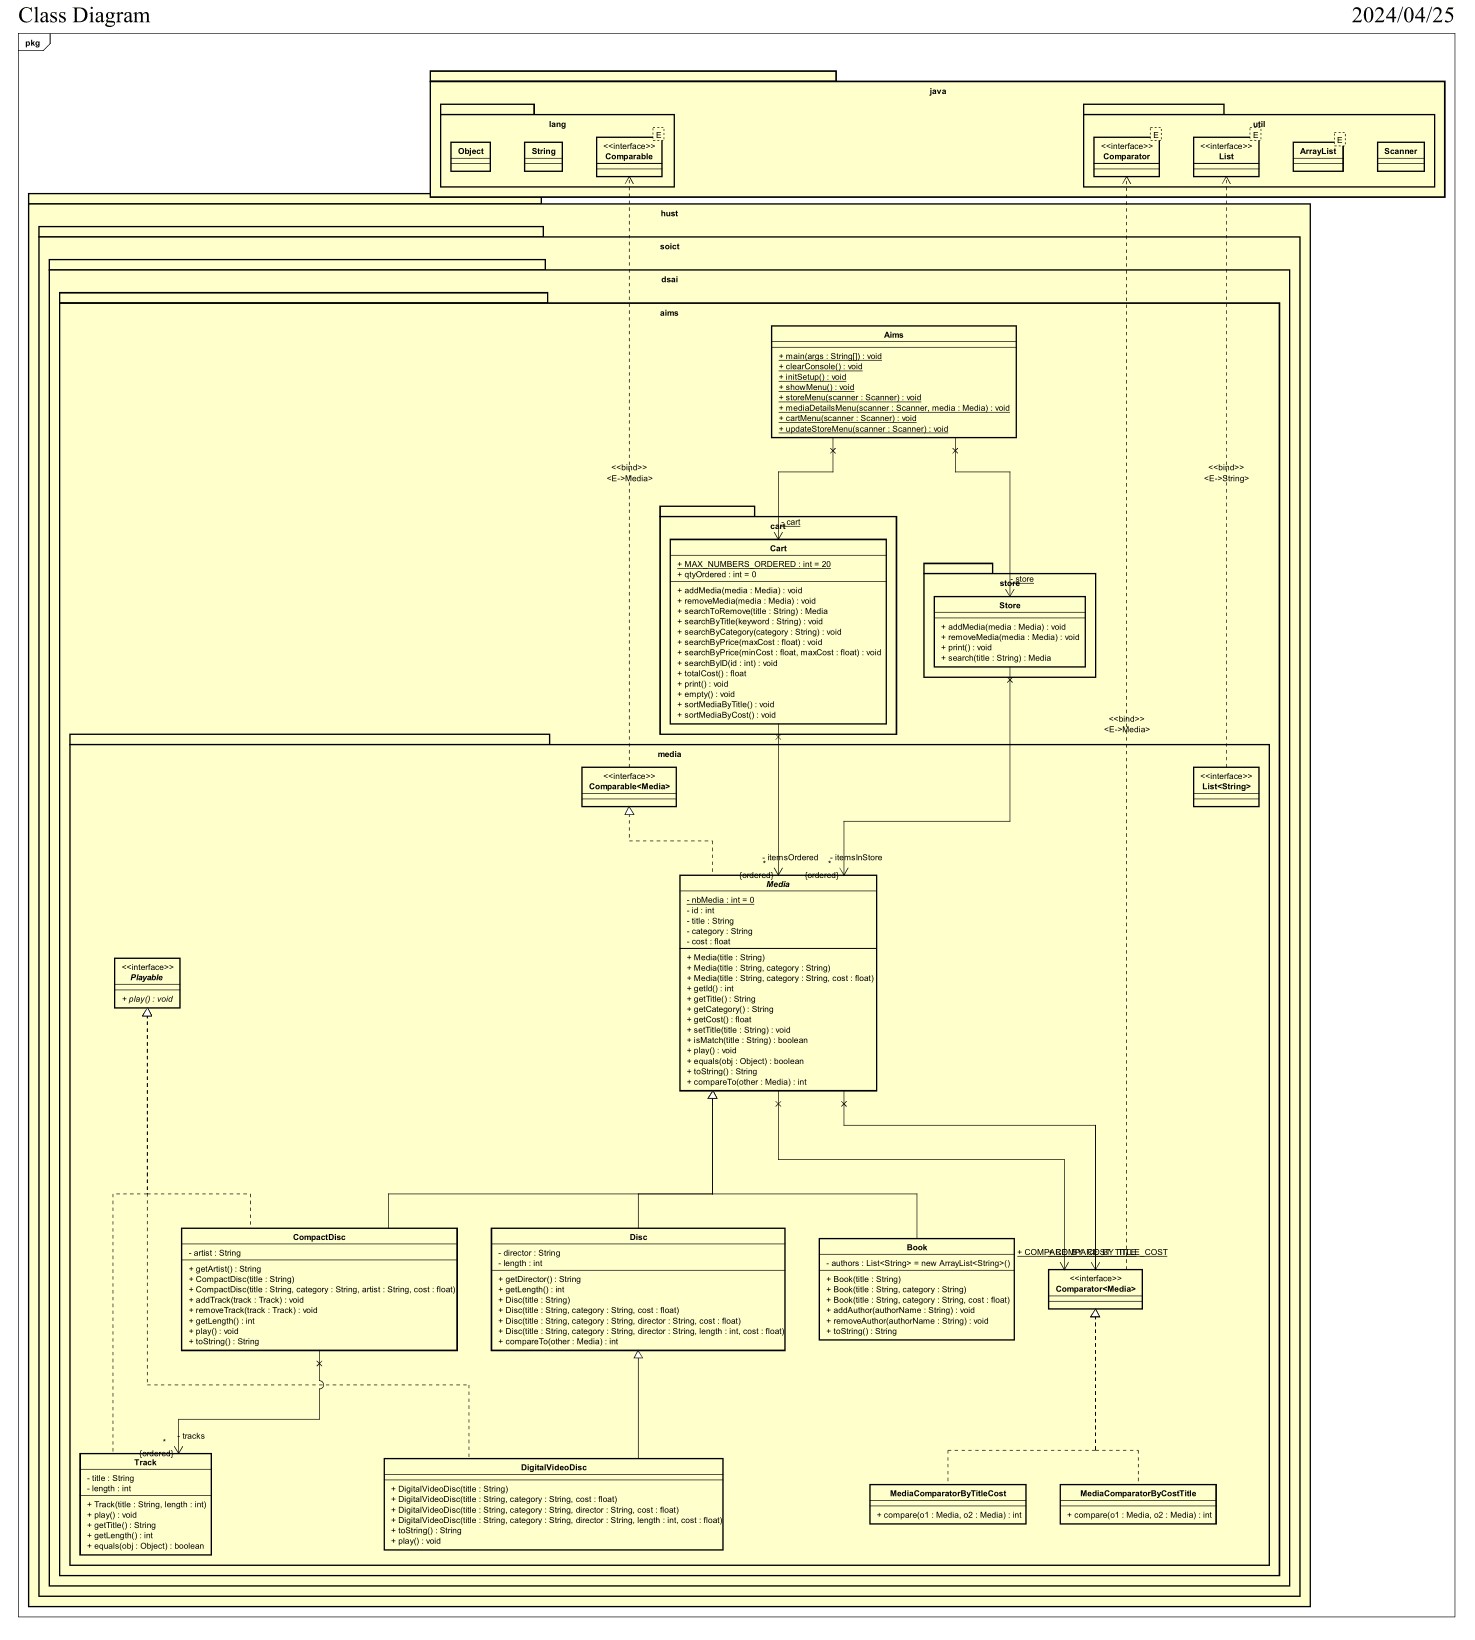 Class Diagram
2024/04/25
pkg
java
lang
Object
String
E
<<interface>>
Comparable
util
E
<<interface>>
Comparator
E
<<interface>>
List
E
ArrayList
Scanner
hust
soict
dsai
aims
Aims
+ main(args : String[]) : void
+ clearConsole() : void
+ initSetup() : void
+ showMenu() : void
+ storeMenu(scanner : Scanner) : void
+ mediaDetailsMenu(scanner : Scanner, media : Media) : void
+ cartMenu(scanner : Scanner) : void
+ updateStoreMenu(scanner : Scanner) : void
<<bind>>
<E->Media>
<<bind>>
<E->String>
- cart
cart
Cart
+ MAX_NUMBERS_ORDERED : int = 20
+ qtyOrdered : int = 0
+ addMedia(media : Media) : void
+ removeMedia(media : Media) : void
+ searchToRemove(title : String) : Media
+ searchByTitle(keyword : String) : void
+ searchByCategory(category : String) : void
+ searchByPrice(maxCost : float) : void
+ searchByPrice(minCost : float, maxCost : float) : void
+ searchByID(id : int) : void
+ totalCost() : float
+ print() : void
+ empty() : void
+ sortMediaByTitle() : void
+ sortMediaByCost() : void
- store
store
Store
+ addMedia(media : Media) : void
+ removeMedia(media : Media) : void
+ print() : void
+ search(title : String) : Media
<<bind>>
<E->Media>
media
<<interface>>
Comparable<Media>
<<interface>>
List<String>
- itemsOrdered
*
{ordered}
- itemsInStore
*
{ordered}
Media
- nbMedia : int = 0
- id : int
- title : String
- category : String
- cost : float
+ Media(title : String)
+ Media(title : String, category : String)
+ Media(title : String, category : String, cost : float)
+ getId() : int
+ getTitle() : String
+ getCategory() : String
+ getCost() : float
+ setTitle(title : String) : void
+ isMatch(title : String) : boolean
+ play() : void
+ equals(obj : Object) : boolean
+ toString() : String
+ compareTo(other : Media) : int
<<interface>>
Playable
+ play() : void
CompactDisc
- artist : String
+ getArtist() : String
+ CompactDisc(title : String)
+ CompactDisc(title : String, category : String, artist : String, cost : float)
+ addTrack(track : Track) : void
+ removeTrack(track : Track) : void
+ getLength() : int
+ play() : void
+ toString() : String
Disc
- director : String
- length : int
+ getDirector() : String
+ getLength() : int
+ Disc(title : String)
+ Disc(title : String, category : String, cost : float)
+ Disc(title : String, category : String, director : String, cost : float)
+ Disc(title : String, category : String, director : String, length : int, cost : float)
+ compareTo(other : Media) : int
Book
- authors : List<String> = new ArrayList<String>()
+ Book(title : String)
+ Book(title : String, category : String)
+ Book(title : String, category : String, cost : float)
+ addAuthor(authorName : String) : void
+ removeAuthor(authorName : String) : void
+ toString() : String
<<interface>>
Comparator<Media>
- tracks
*
{ordered}
Track
- title : String
- length : int
+ Track(title : String, length : int)
+ play() : void
+ getTitle() : String
+ getLength() : int
+ equals(obj : Object) : boolean
DigitalVideoDisc
+ DigitalVideoDisc(title : String)
+ DigitalVideoDisc(title : String, category : String, cost : float)
+ DigitalVideoDisc(title : String, category : String, director : String, cost : float)
+ DigitalVideoDisc(title : String, category : String, director : String, length : int, cost : float)
+ toString() : String
+ play() : void
MediaComparatorByTitleCost
+ compare(o1 : Media, o2 : Media) : int
MediaComparatorByCostTitle
+ compare(o1 : Media, o2 : Media) : int